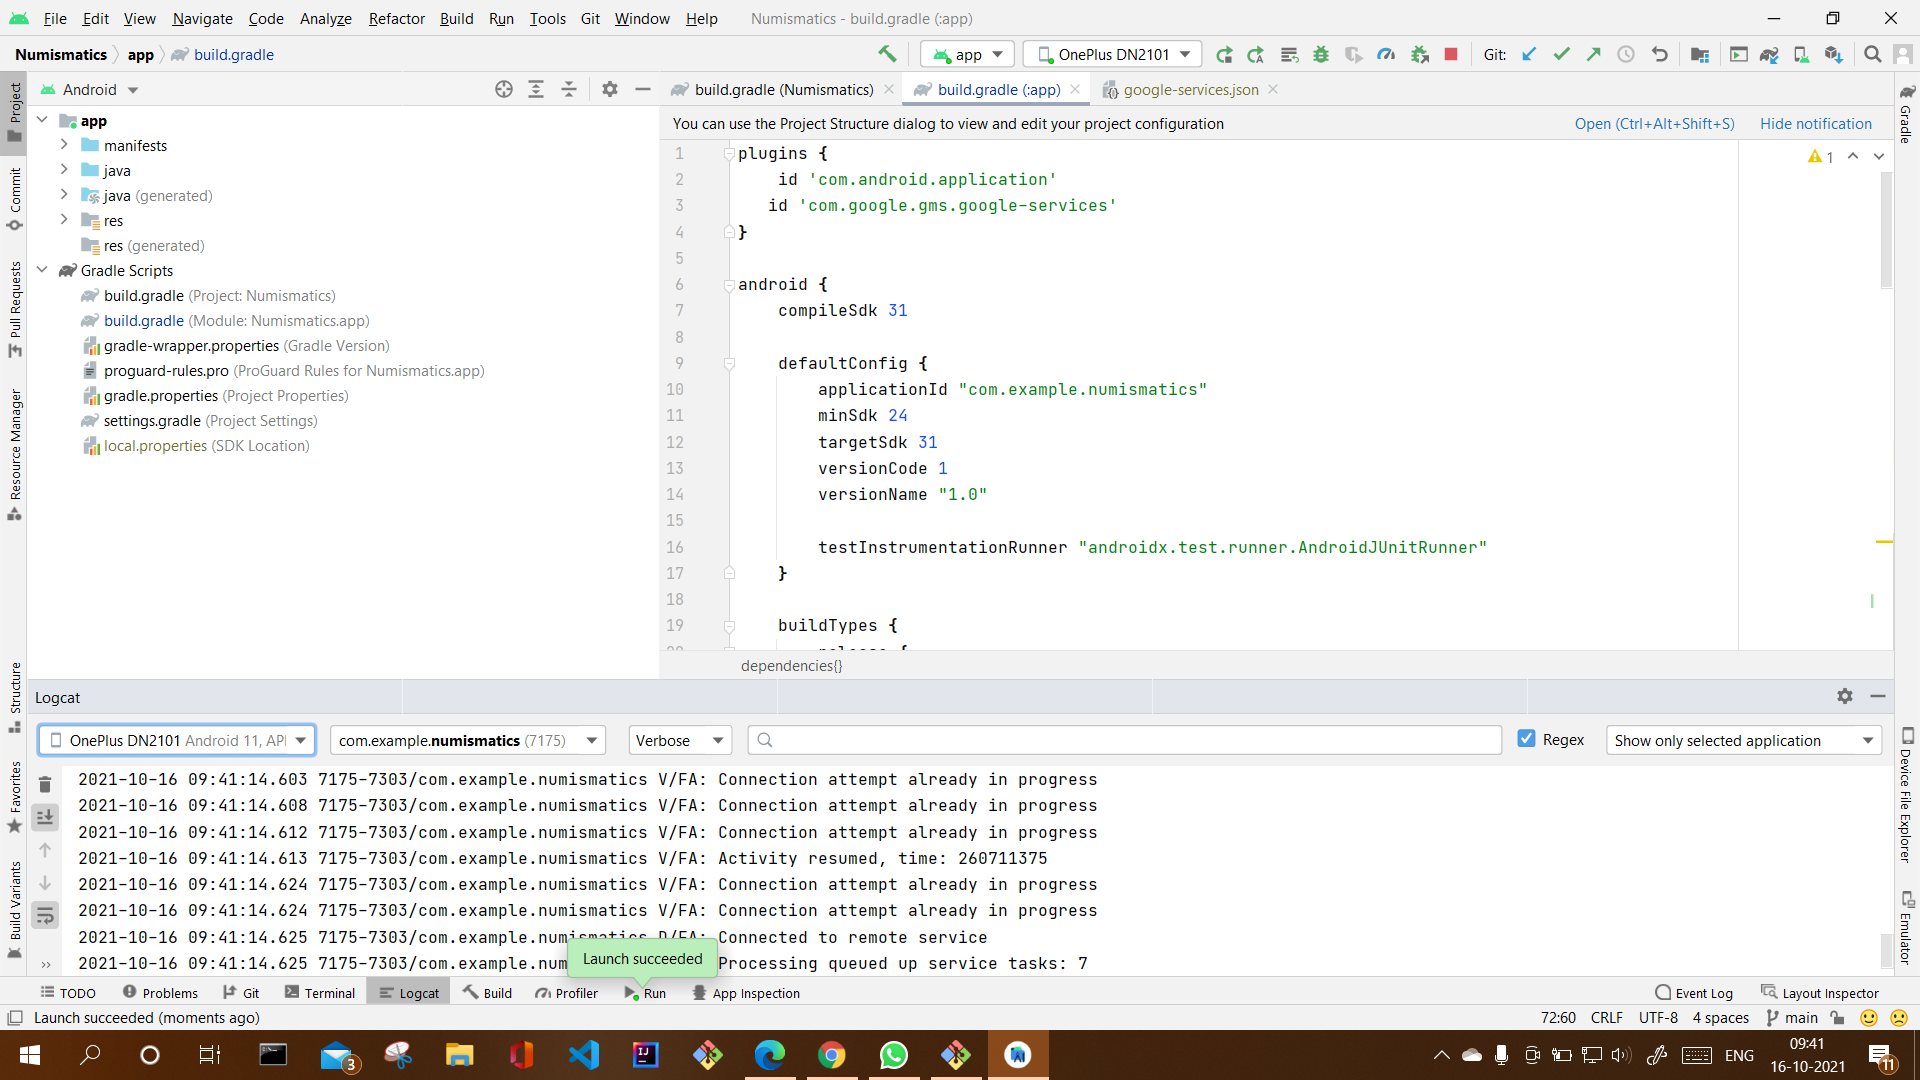 File Edit View Navigate Code Analyze Refactor Build Run Tools Git Window Help Numismatics - build.gradle (:app)
Numismatics app build.gradle app OnePlus DN2101 Git:
Android
build.gradle (Numismatics) build.gradle (:app) google-services.json
You can use the Project Structure dialog to view and edit your project configuration Open (Ctrl+Alt+Shift+S) Hide notification
Project
Commit
Pull Requests
Resource Manager
Structure
Favorites
Build Variants
app
manifests
java
java (generated)
res
res (generated)
Gradle Scripts
build.gradle (Project: Numismatics)
build.gradle (Module: Numismatics.app)
gradle-wrapper.properties (Gradle Version)
proguard-rules.pro (ProGuard Rules for Numismatics.app)
gradle.properties (Project Properties)
settings.gradle (Project Settings)
local.properties (SDK Location)
1 plugins {
2 id 'com.android.application'
3 id 'com.google.gms.google-services'
4 }
5
6 android {
7 compileSdk 31
8
9 defaultConfig {
10 applicationId "com.example.numismatics"
11 minSdk 24
12 targetSdk 31
13 versionCode 1
14 versionName "1.0"
15
16 testInstrumentationRunner "androidx.test.runner.AndroidJUnitRunner"
17 }
18
19 buildTypes {
20 release {
1
dependencies{}
Gradle
Device File Explorer
Emulator
Logcat
OnePlus DN2101 Android 11, API com.example.numismatics (7175) Verbose Regex Show only selected application
2021-10-16 09:41:14.603 7175-7303/com.example.numismatics V/FA: Connection attempt already in progress
2021-10-16 09:41:14.608 7175-7303/com.example.numismatics V/FA: Connection attempt already in progress
2021-10-16 09:41:14.612 7175-7303/com.example.numismatics V/FA: Connection attempt already in progress
2021-10-16 09:41:14.613 7175-7303/com.example.numismatics V/FA: Activity resumed, time: 260711375
2021-10-16 09:41:14.624 7175-7303/com.example.numismatics V/FA: Connection attempt already in progress
2021-10-16 09:41:14.624 7175-7303/com.example.numismatics V/FA: Connection attempt already in progress
2021-10-16 09:41:14.625 7175-7303/com.example.numismatics D/FA: Connected to remote service
2021-10-16 09:41:14.625 7175-7303/com.example.num Processing queued up service tasks: 7
Launch succeeded
TODO Problems Git Terminal Logcat Build Profiler Run App Inspection Event Log Layout Inspector
Launch succeeded (moments ago) 72:60 CRLF UTF-8 4 spaces main
3
ENG
09:41
16-10-2021
11